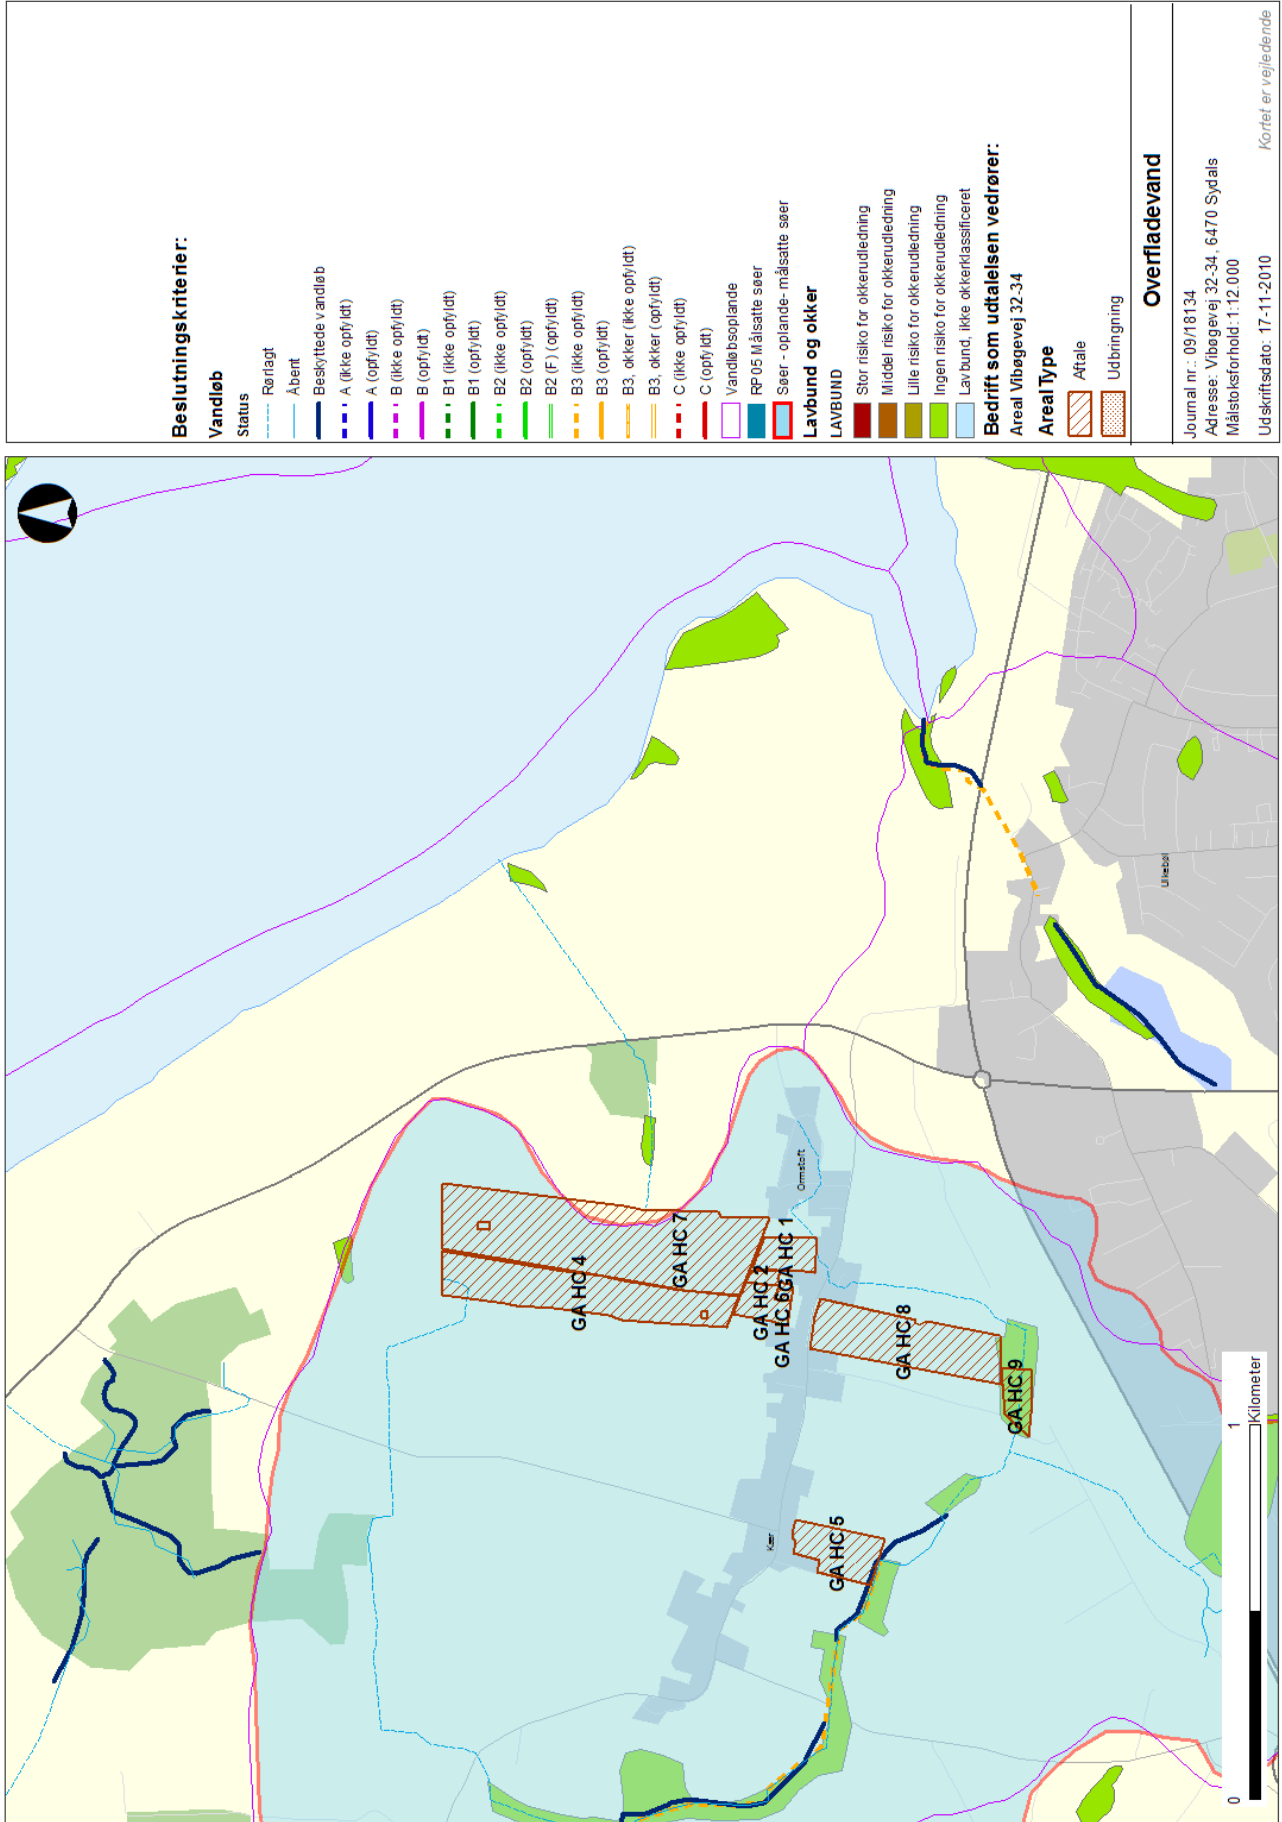 Beslutningskriterier:
Vandløb
Status
Rørlagt
Åbent
Beskyttede vandløb
A (ikke opfyldt)
A (opfyldt)
B (ikke opfyldt)
B (opfyldt)
B1 (ikke opfyldt)
B1 (opfyldt)
B2 (ikke opfyldt)
B2 (opfyldt)
B2 (F) (opfyldt)
B3 (ikke opfyldt)
B3 (opfyldt)
B3, okker (ikke opfyldt)
B3, okker (opfyldt)
C (ikke opfyldt)
C (opfyldt)
Vandløbsoplande
RP05 Målsatte søer
Søer - oplande- målsatte søer
Lavbund og okker
LAVBUND
Stor risiko for okkerudledning
Middel risiko for okkerudledning
Lille risiko for okkerudledning
Ingen risiko for okkerudledning
Lavbund, ikke okkerklassificeret
Bedrift som udtalelsen vedrører:
Areal Vibøgevej 32-34
ArealType
Aftale
Udbringning
Overfladevand
Journal nr.: 09/18134
Adresse: Vibøgevej 32-34, 6470 Sydals
Målstoksforhold: 1:12.000
Udskriftsdato: 17-11-2010
Kortet er vejledende
GA HC 4
GA HC 7
GA HC 2
GA HC 1
GA HC 6
GA HC 8
GA HC 9
GA HC 5
Ormstoft
Kær
Ulkebøl
0
1
Kilometer